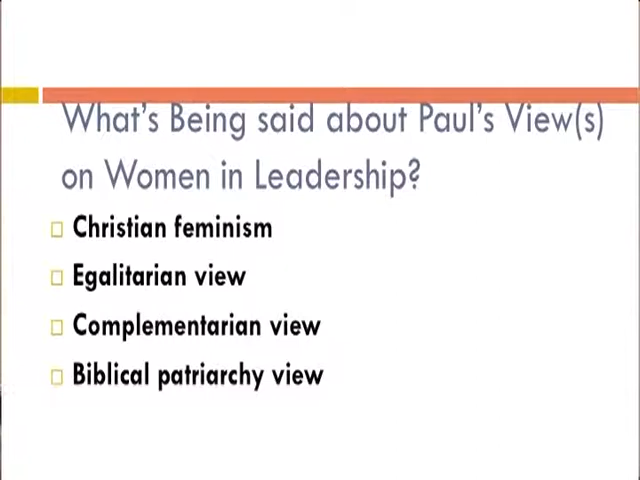 What's Being said about Paul's View(s)
on Women in Leadership?
Christian feminism
Egalitarian view
Complementarian view
Biblical patriarchy view